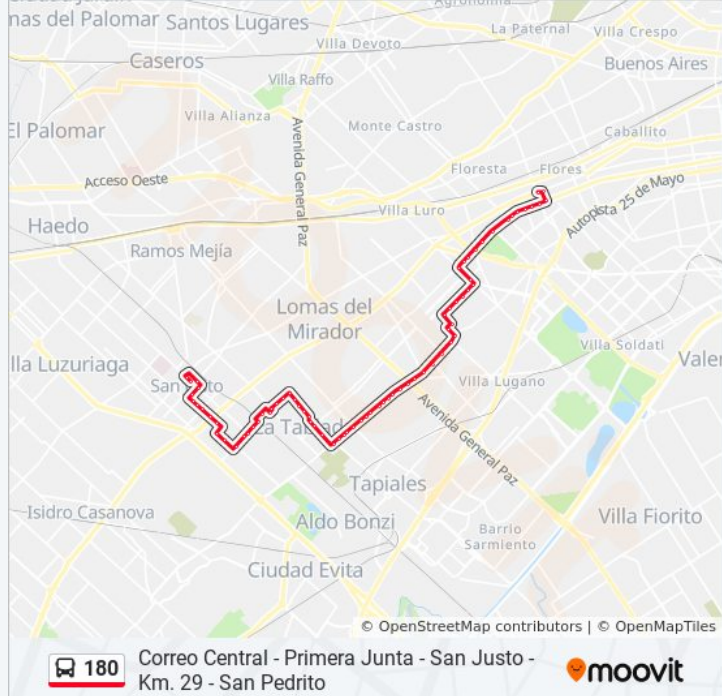 mas del Palomar
Santos Lugares
Agronomía
La Paternal
Villa Crespo
Villa Devoto
Caseros
Buenos Aires
Villa Raffo
Villa Alianza
El Palomar
Monte Castro
Caballito
Avenida General Paz
Floresta
Flores
Acceso Oeste
Autopista 25 de Mayo
Villa Luro
Haedo
Ramos Mejía
Lomas del
Mirador
Villa Soldati
illa Luzuriaga
San Justo
Villa Lugano
Avenida General Paz
La Tablada
Tapiales
Isidro Casanova
Aldo Bonzi
Villa Fiorito
Barrio
Sarmiento
Ciudad Evita
© OpenStreetMap contributors | © OpenMapTiles
180
Correo Central - Primera Junta - San Justo -
Km. 29 - San Pedrito
moovit